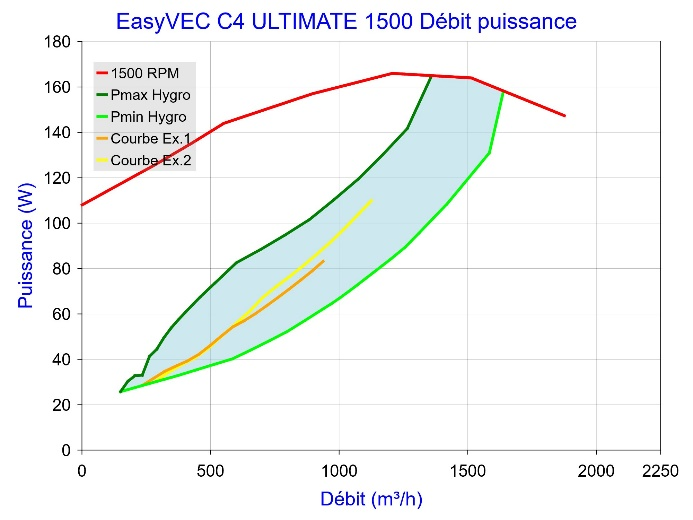 EasyVEC C4 ULTIMATE 1500 Débit puissance
180
160
140
120
100
80
60
40
20
0
Puissance (W)
1500 RPM
Pmax Hygro
Pmin Hygro
Courbe Ex.1
Courbe Ex.2
0 500 1000 1500 2000 2250
Débit (m³/h)